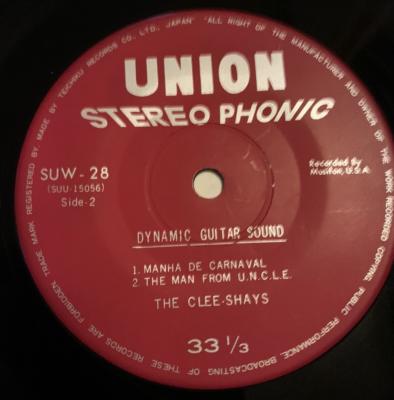 TRADE MARK REGISTERED. BY. MADE BY TEICHIKU RECORDS CO., LTD. JAPAN" "ALL RIGHT OF THE MANUFACTURER AND OWNER OF THE WORK RECORDED COPYING PUBLIC PERFORMANCE BROADCASTING OF THESE RECORDS ARE FORBIDDEN
UNION
STEREO PHONIC
SUW-28
(SUU-15056)
Side-2
Recorded by
Musifon, U.S.A.
DYNAMIC GUITAR SOUND
1. MANHA DE CARNAVAL
2. THE MAN FROM U.N.C.L.E.
THE CLEE-SHAYS
33 1/3